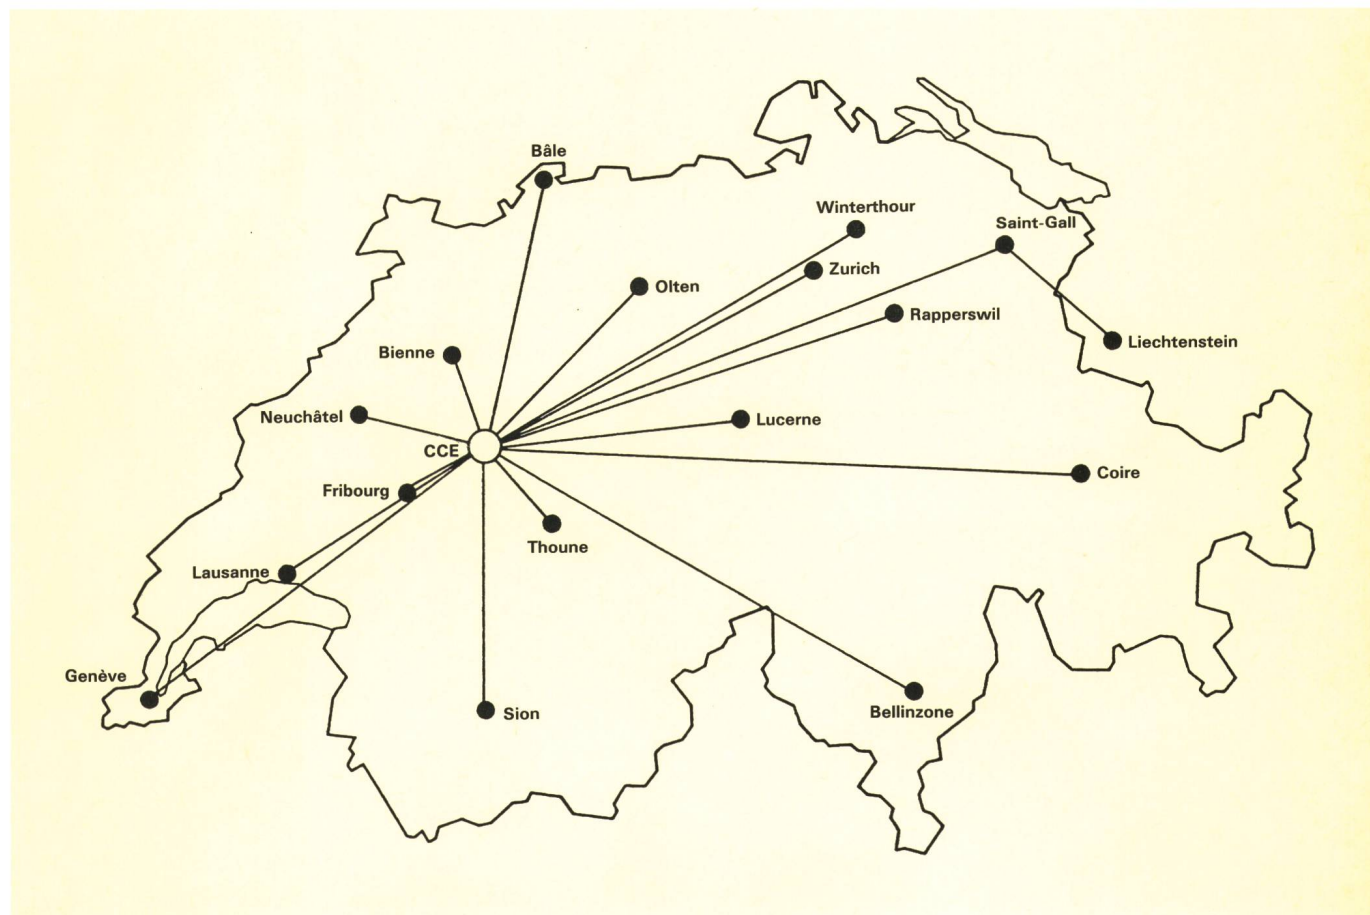 Bâle
Winterthour
Saint-Gall
Zurich
Olten
Rapperswil
Liechtenstein
Bienne
Neuchâtel
Lucerne
CCE
Coire
Fribourg
Thoune
Lausanne
Genève
Sion
Bellinzone